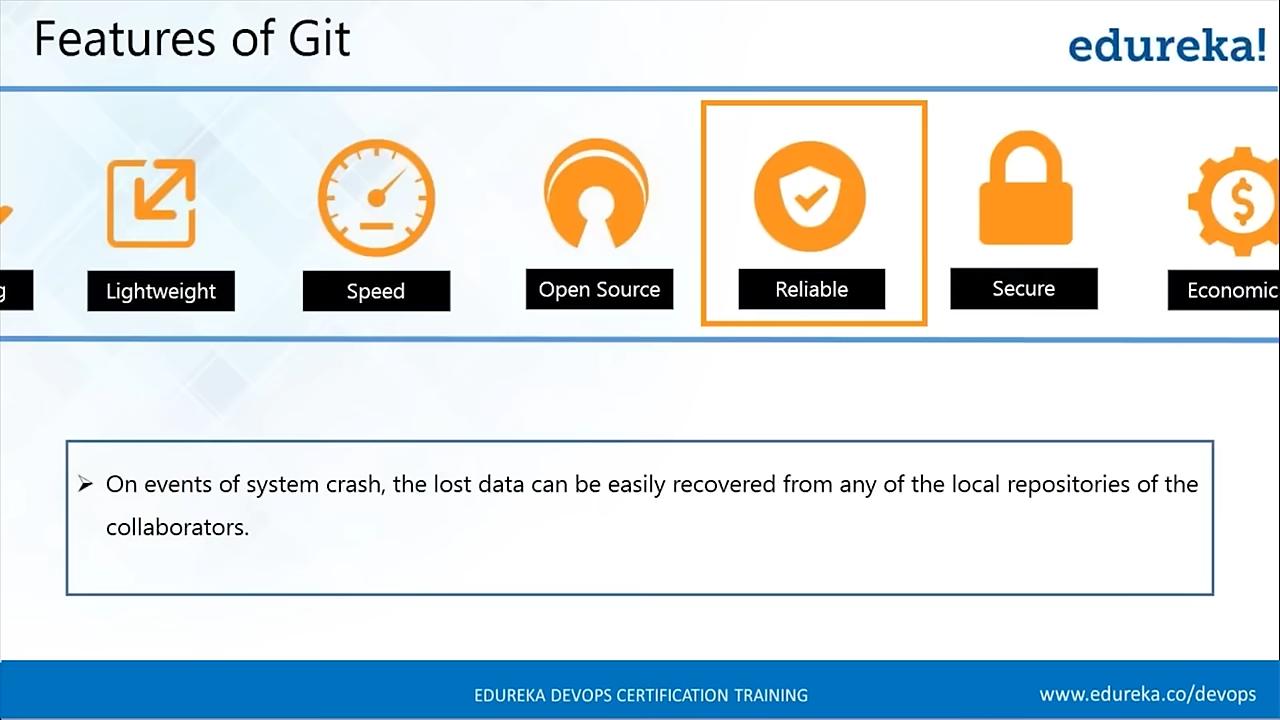 Features of Git
edureka!
g
Lightweight
Speed
Open Source
Reliable
Secure
Economic
$
On events of system crash, the lost data can be easily recovered from any of the local repositories of the
collaborators.
EDUREKA DEVOPS CERTIFICATION TRAINING
www.edureka.co/devops